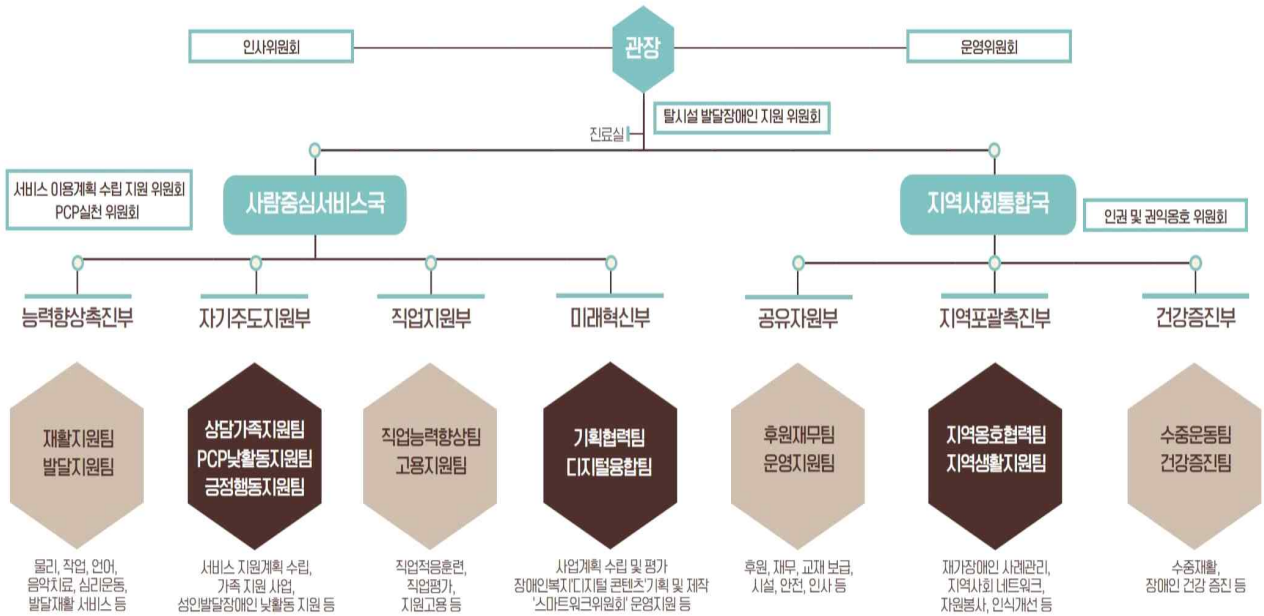 관장
인사위원회
운영위원회
탈시설 발달장애인 지원 위원회
진료실
서비스 이용계획 수립 지원 위원회
PCP실천 위원회
사람중심서비스국
지역사회통합국
인권 및 권익옹호 위원회
능력향상촉진부
자기주도지원부
직업지원부
미래혁신부
공유자원부
지역포괄촉진부
건강증진부
재활지원팀
발달지원팀
상담가족지원팀
PCP낮활동지원팀
긍정행동지원팀
직업능력향상팀
고용지원팀
기획협력팀
디지털융합팀
후원재무팀
운영지원팀
지역옹호협력팀
지역생활지원팀
수중운동팀
건강증진팀
물리, 작업, 언어,
음악치료, 심리운동,
발달재활 서비스 등
서비스 지원계획 수립,
가족 지원 사업,
성인발달장애인 낮활동 지원 등
직업적응훈련,
직업평가,
지원고용 등
사업계획 수립 및 평가
장애인복지'디지털 콘텐츠'기획 및 제작
'스마트워크위원회' 운영지원 등
후원, 재무, 교재 보급,
시설, 안전, 인사 등
재가장애인 사례관리,
지역사회 네트워크,
자원봉사, 인식개선 등
수중재활,
장애인 건강 증진 등